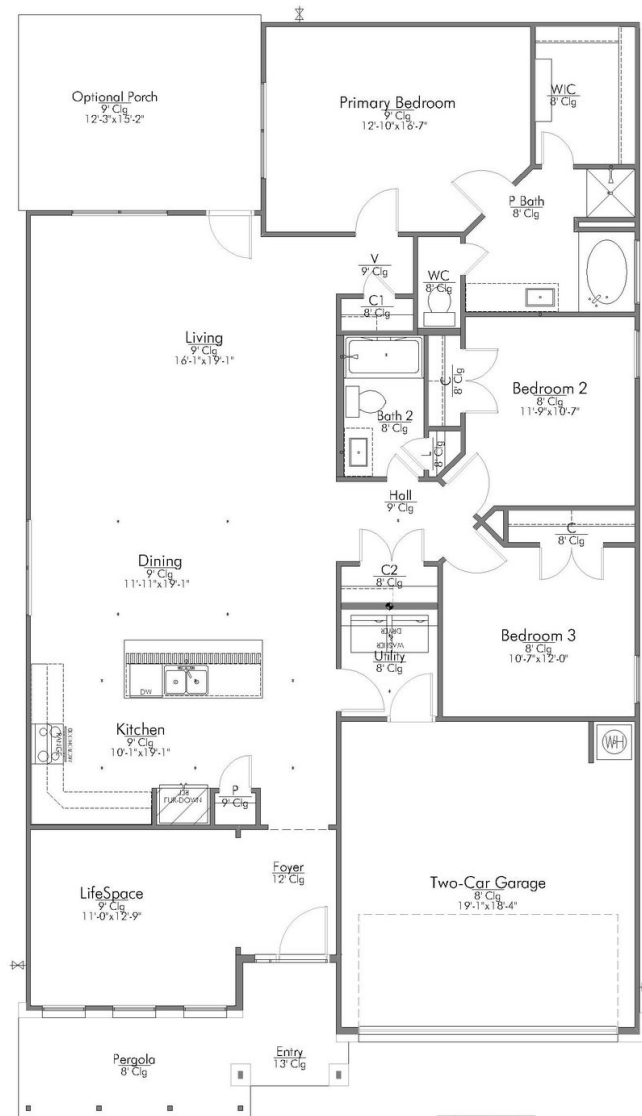 Optional Porch
9' Clg
12'-3"x15'-2"
Primary Bedroom
9' Clg
12'-10"x16'-7"
WIC
8' Clg
P Bath
8' Clg
V
9' Clg
WC
8' Clg
C1
8' Clg
Living
9' Clg
16'-1"x19'-1"
C
8' Clg
Bedroom 2
8' Clg
11'-9"x10'-7"
Bath 2
8' Clg
L
8' Clg
Hall
9' Clg
C
8' Clg
Dining
9' Clg
11'-11"x19'-1"
C2
8' Clg
WASHER
DRYER
Utility
8' Clg
Bedroom 3
8' Clg
10'-7"x12'-0"
DW
Kitchen
9' Clg
10'-1"x19'-1"
RANGE
WH
REF
FUR-DOWN
P
9' Clg
Foyer
12' Clg
LifeSpace
9' Clg
11'-0"x12'-9"
Two-Car Garage
8' Clg
19'-1"x18'-4"
Pergola
8' Clg
Entry
13' Clg